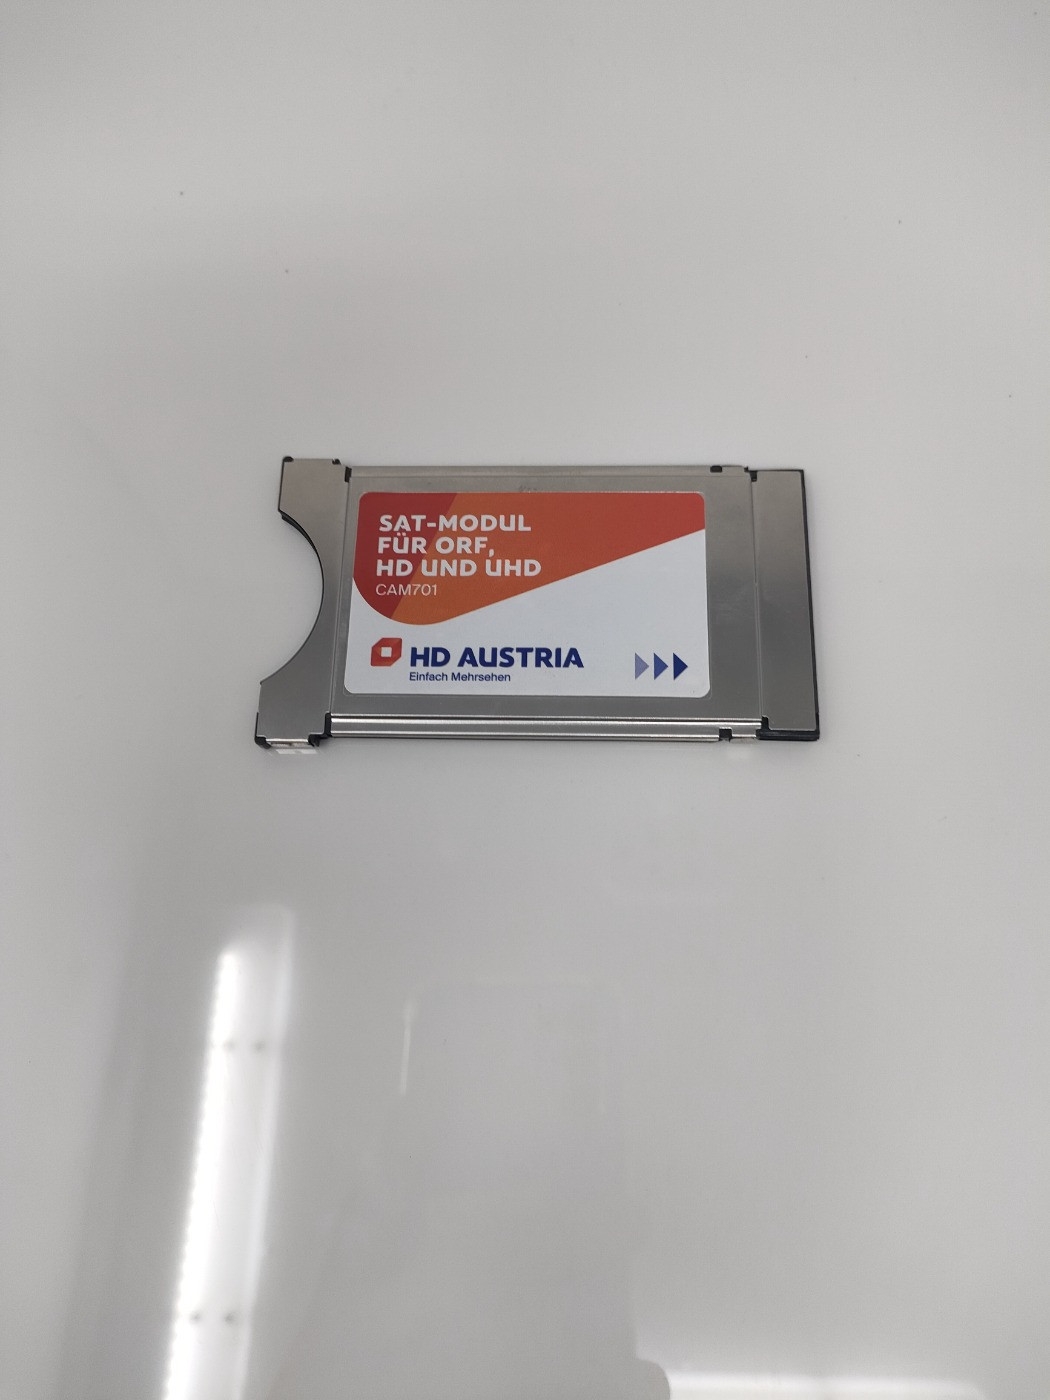 SAT-MODUL
FÜR ORF,
HD UND UHD
CAM701
HD AUSTRIA
Einfach Mehrsehen